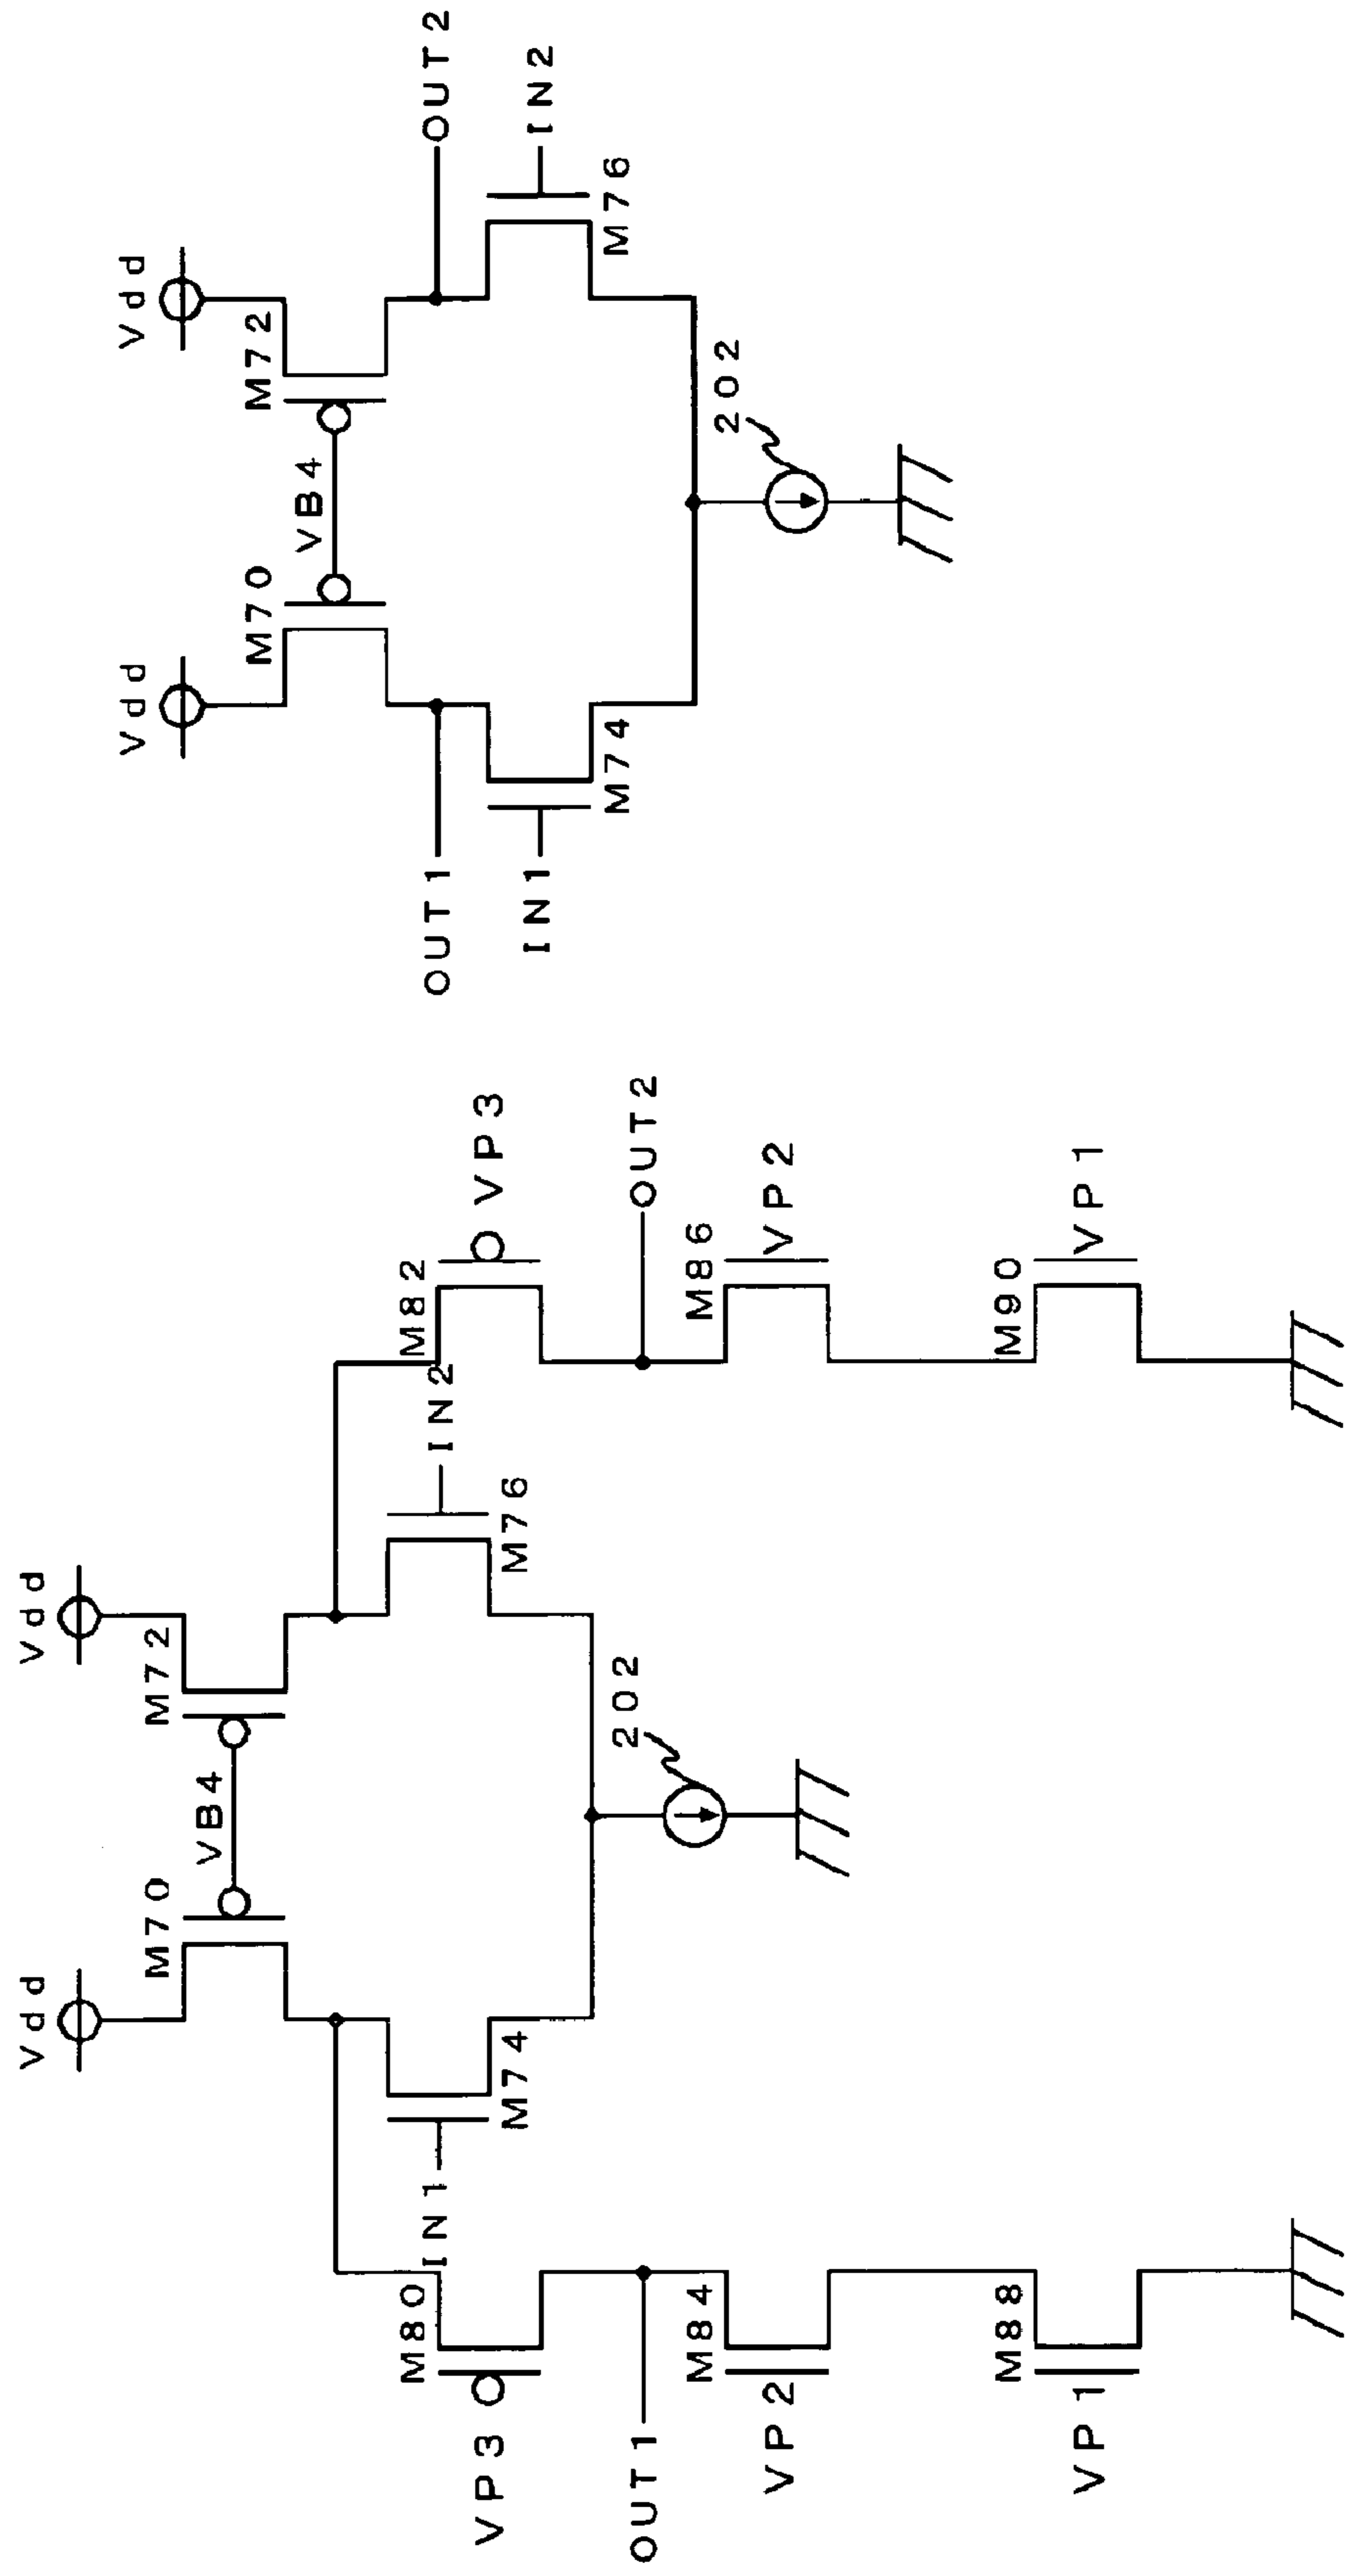 Vdd
Vdd
M70
M72
VB4
M80
IN1
M74
IN2
M76
M82
VP3
VP3
202
OUT1
OUT2
M84
M86
VP2
VP2
M88
M90
VP1
VP1
Vdd
Vdd
M70
M72
VB4
OUT1
OUT2
IN1
IN2
M74
M76
202